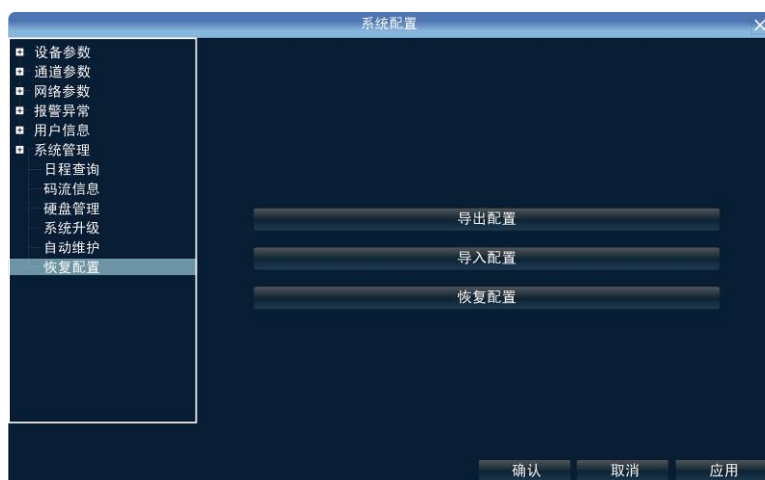 系统配置
设备参数
通道参数
网络参数
报警异常
用户信息
系统管理
日程查询
码流信息
硬盘管理
系统升级
自动维护
恢复配置
导出配置
导入配置
恢复配置
确认 取消 应用